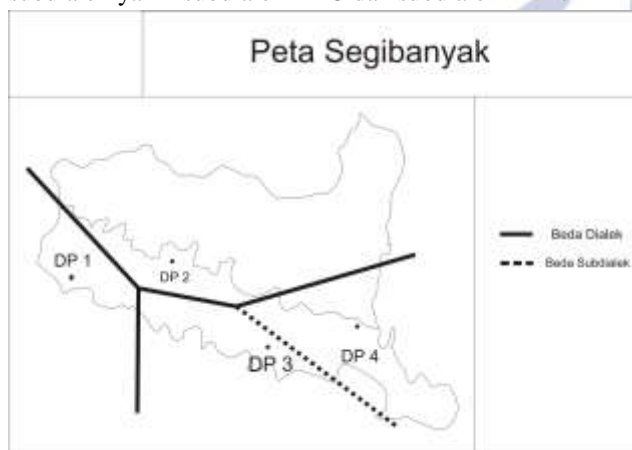 Peta Segibanyak
DP 1
DP 2
DP 3
DP 4
Beda Dialek
Beda Subdialek